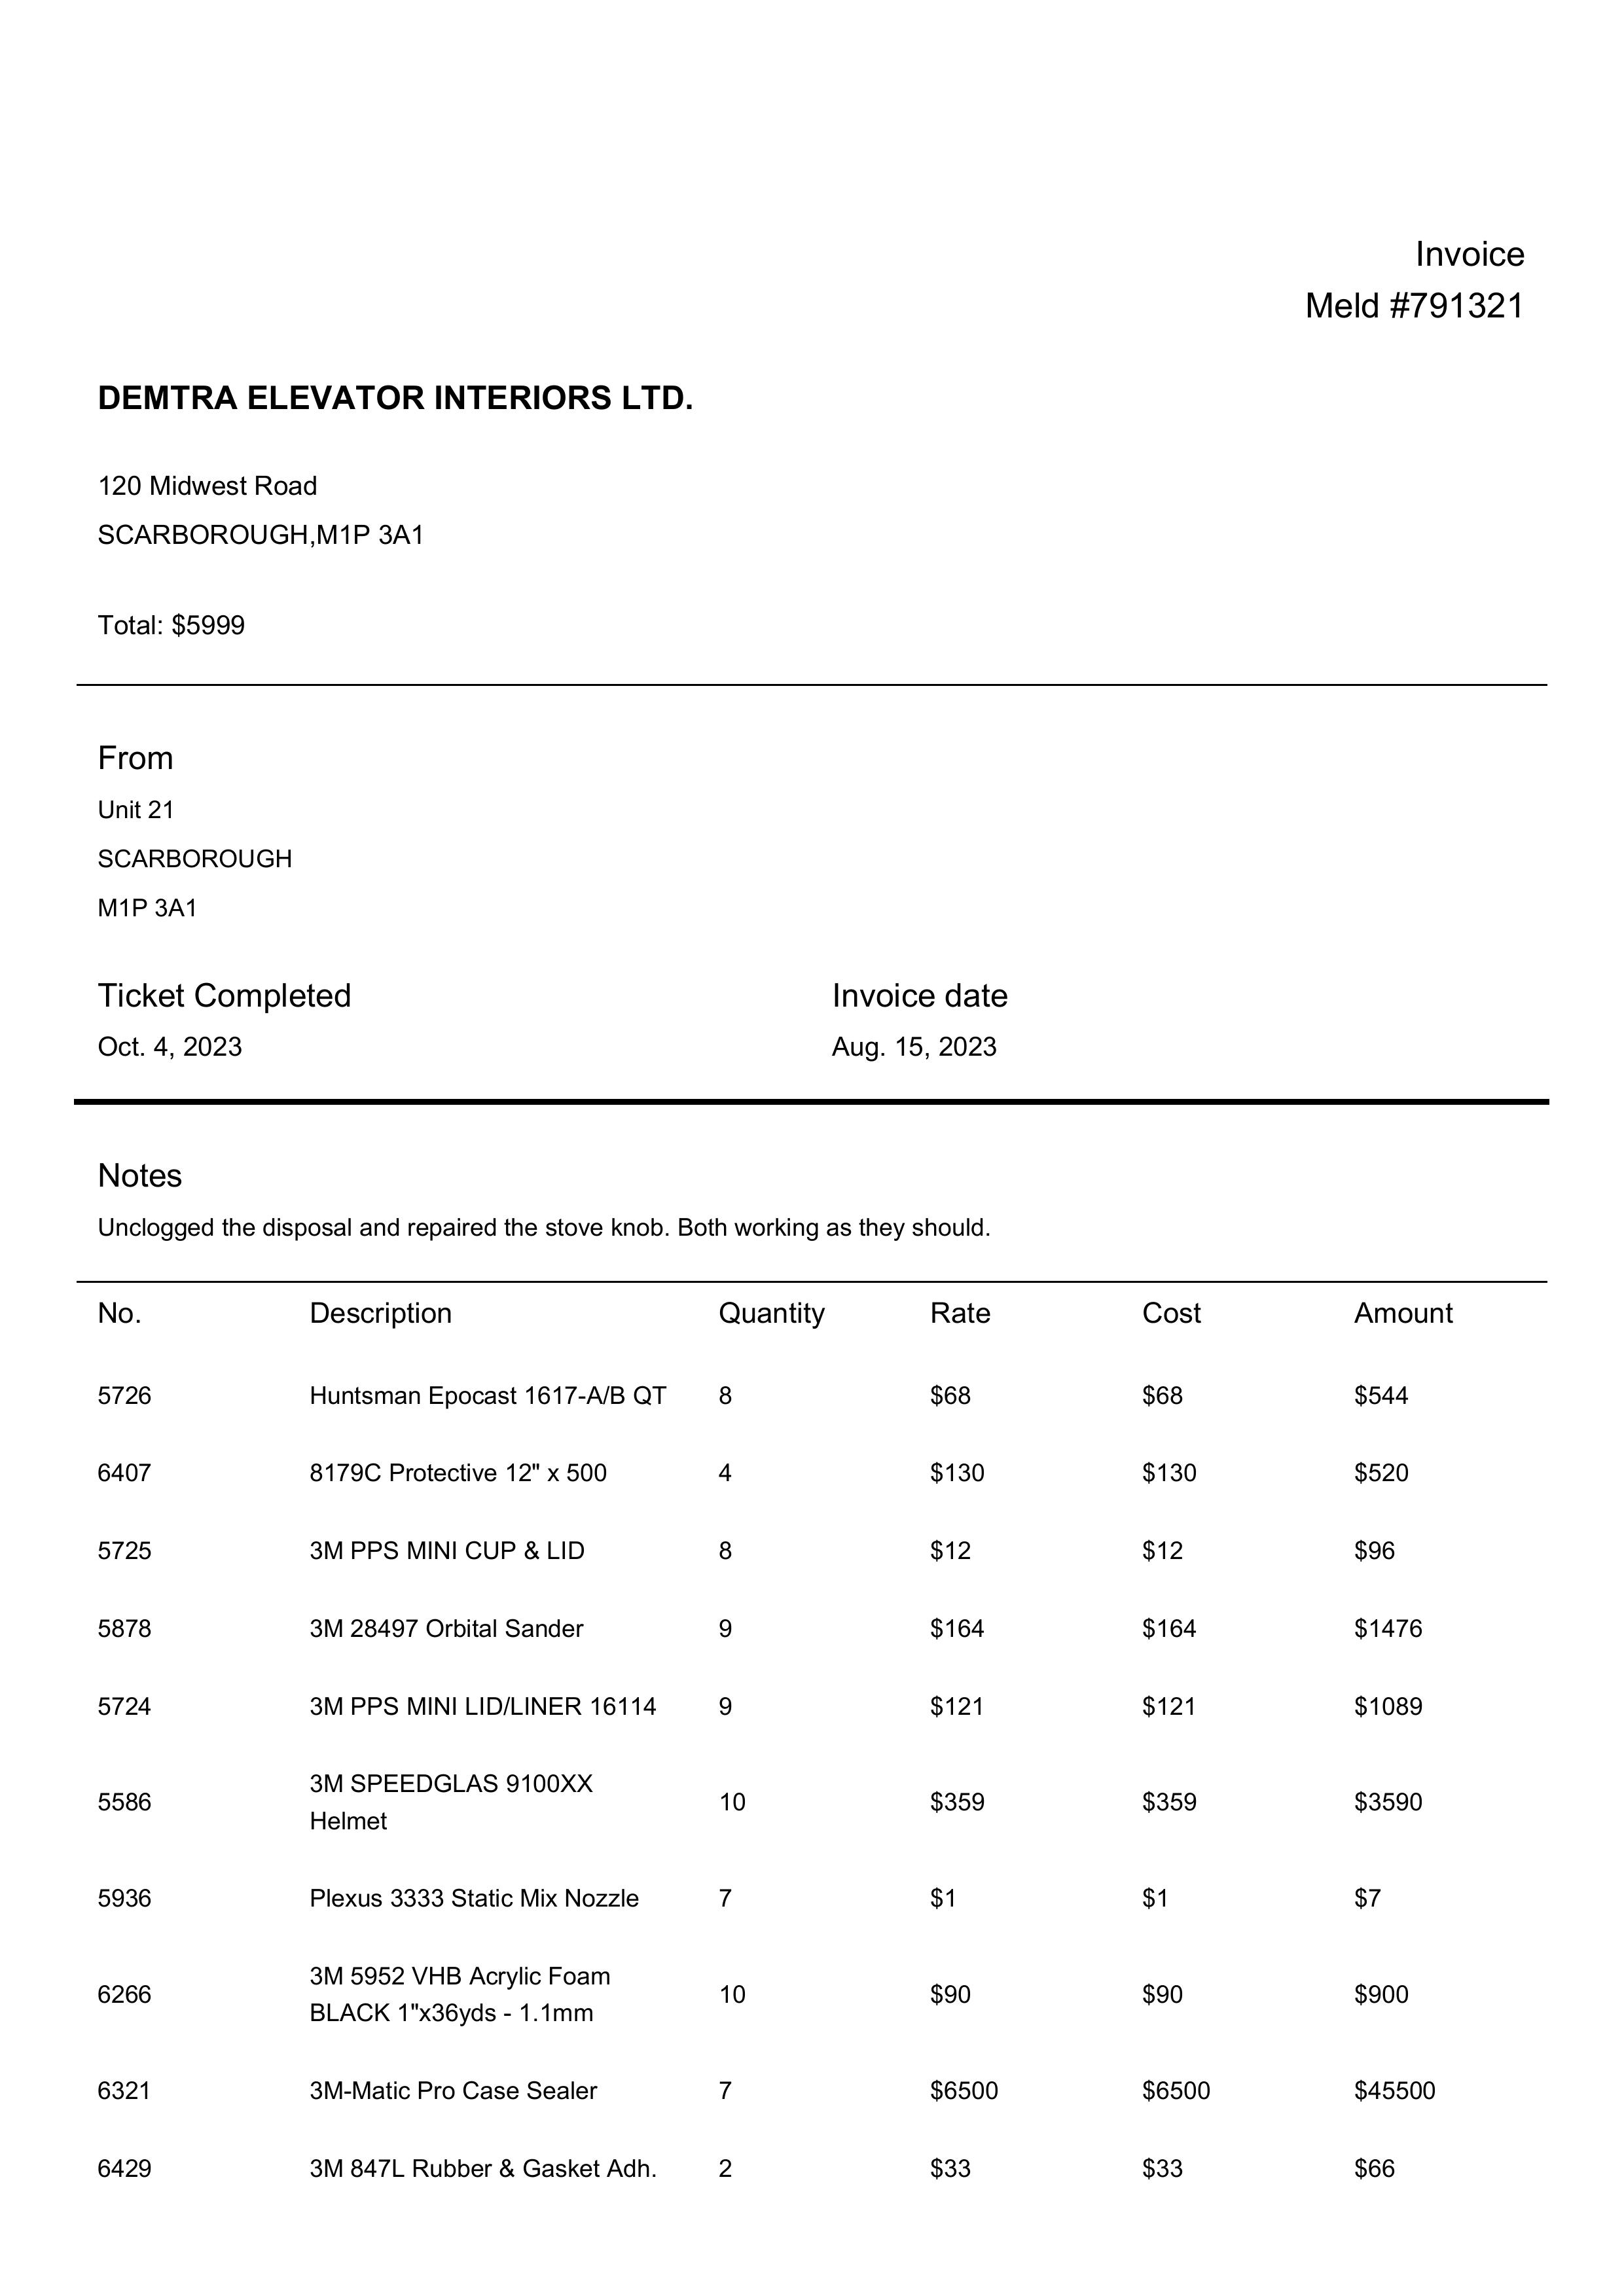 Invoice
Meld #791321
DEMTRA ELEVATOR INTERIORS LTD.
120 Midwest Road
SCARBOROUGH,M1P 3A1
Total: $5999
From
Unit 21
SCARBOROUGH
M1P 3A1
Ticket Completed Invoice date
Oct. 4, 2023 Aug. 15, 2023
Notes
Unclogged the disposal and repaired the stove knob. Both working as they should.
No. Description Quantity Rate Cost Amount
5726 Huntsman Epocast 1617-A/B QT 8 $68 $68 $544
6407 8179C Protective 12" x 500 4 $130 $130 $520
5725 3M PPS MINI CUP & LID 8 $12 $12 $96
5878 3M 28497 Orbital Sander 9 $164 $164 $1476
5724 3M PPS MINI LID/LINER 16114 9 $121 $121 $1089
5586 3M SPEEDGLAS 9100XX
Helmet 10 $359 $359 $3590
5936 Plexus 3333 Static Mix Nozzle 7 $1 $1 $7
6266 3M 5952 VHB Acrylic Foam
BLACK 1"x36yds - 1.1mm 10 $90 $90 $900
6321 3M-Matic Pro Case Sealer 7 $6500 $6500 $45500
6429 3M 847L Rubber & Gasket Adh. 2 $33 $33 $66